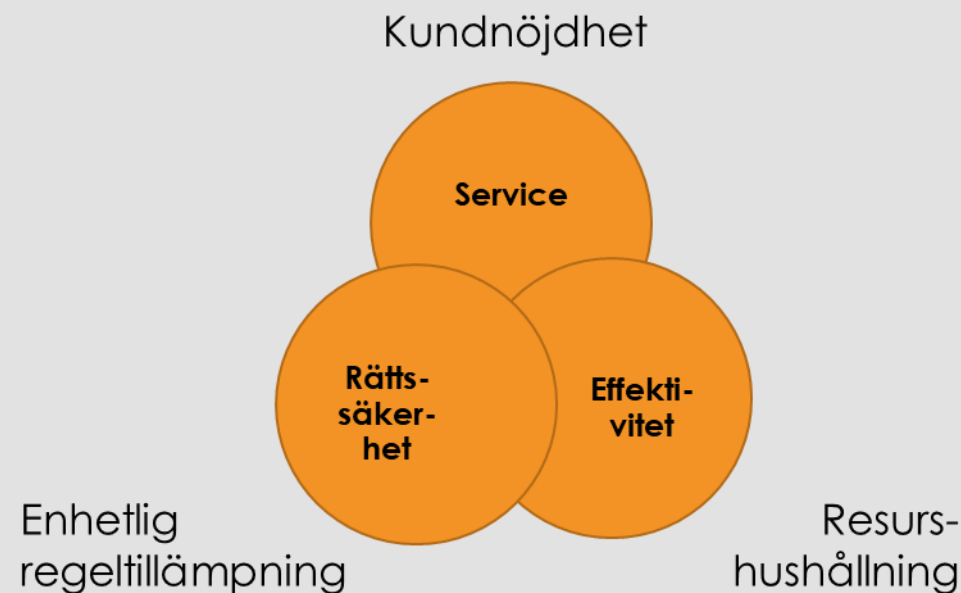 Kundnöjdhet
Service
Rätts-
säker-
het
Effekti-
vitet
Enhetlig
regeltillämpning
Resurs-
hushållning